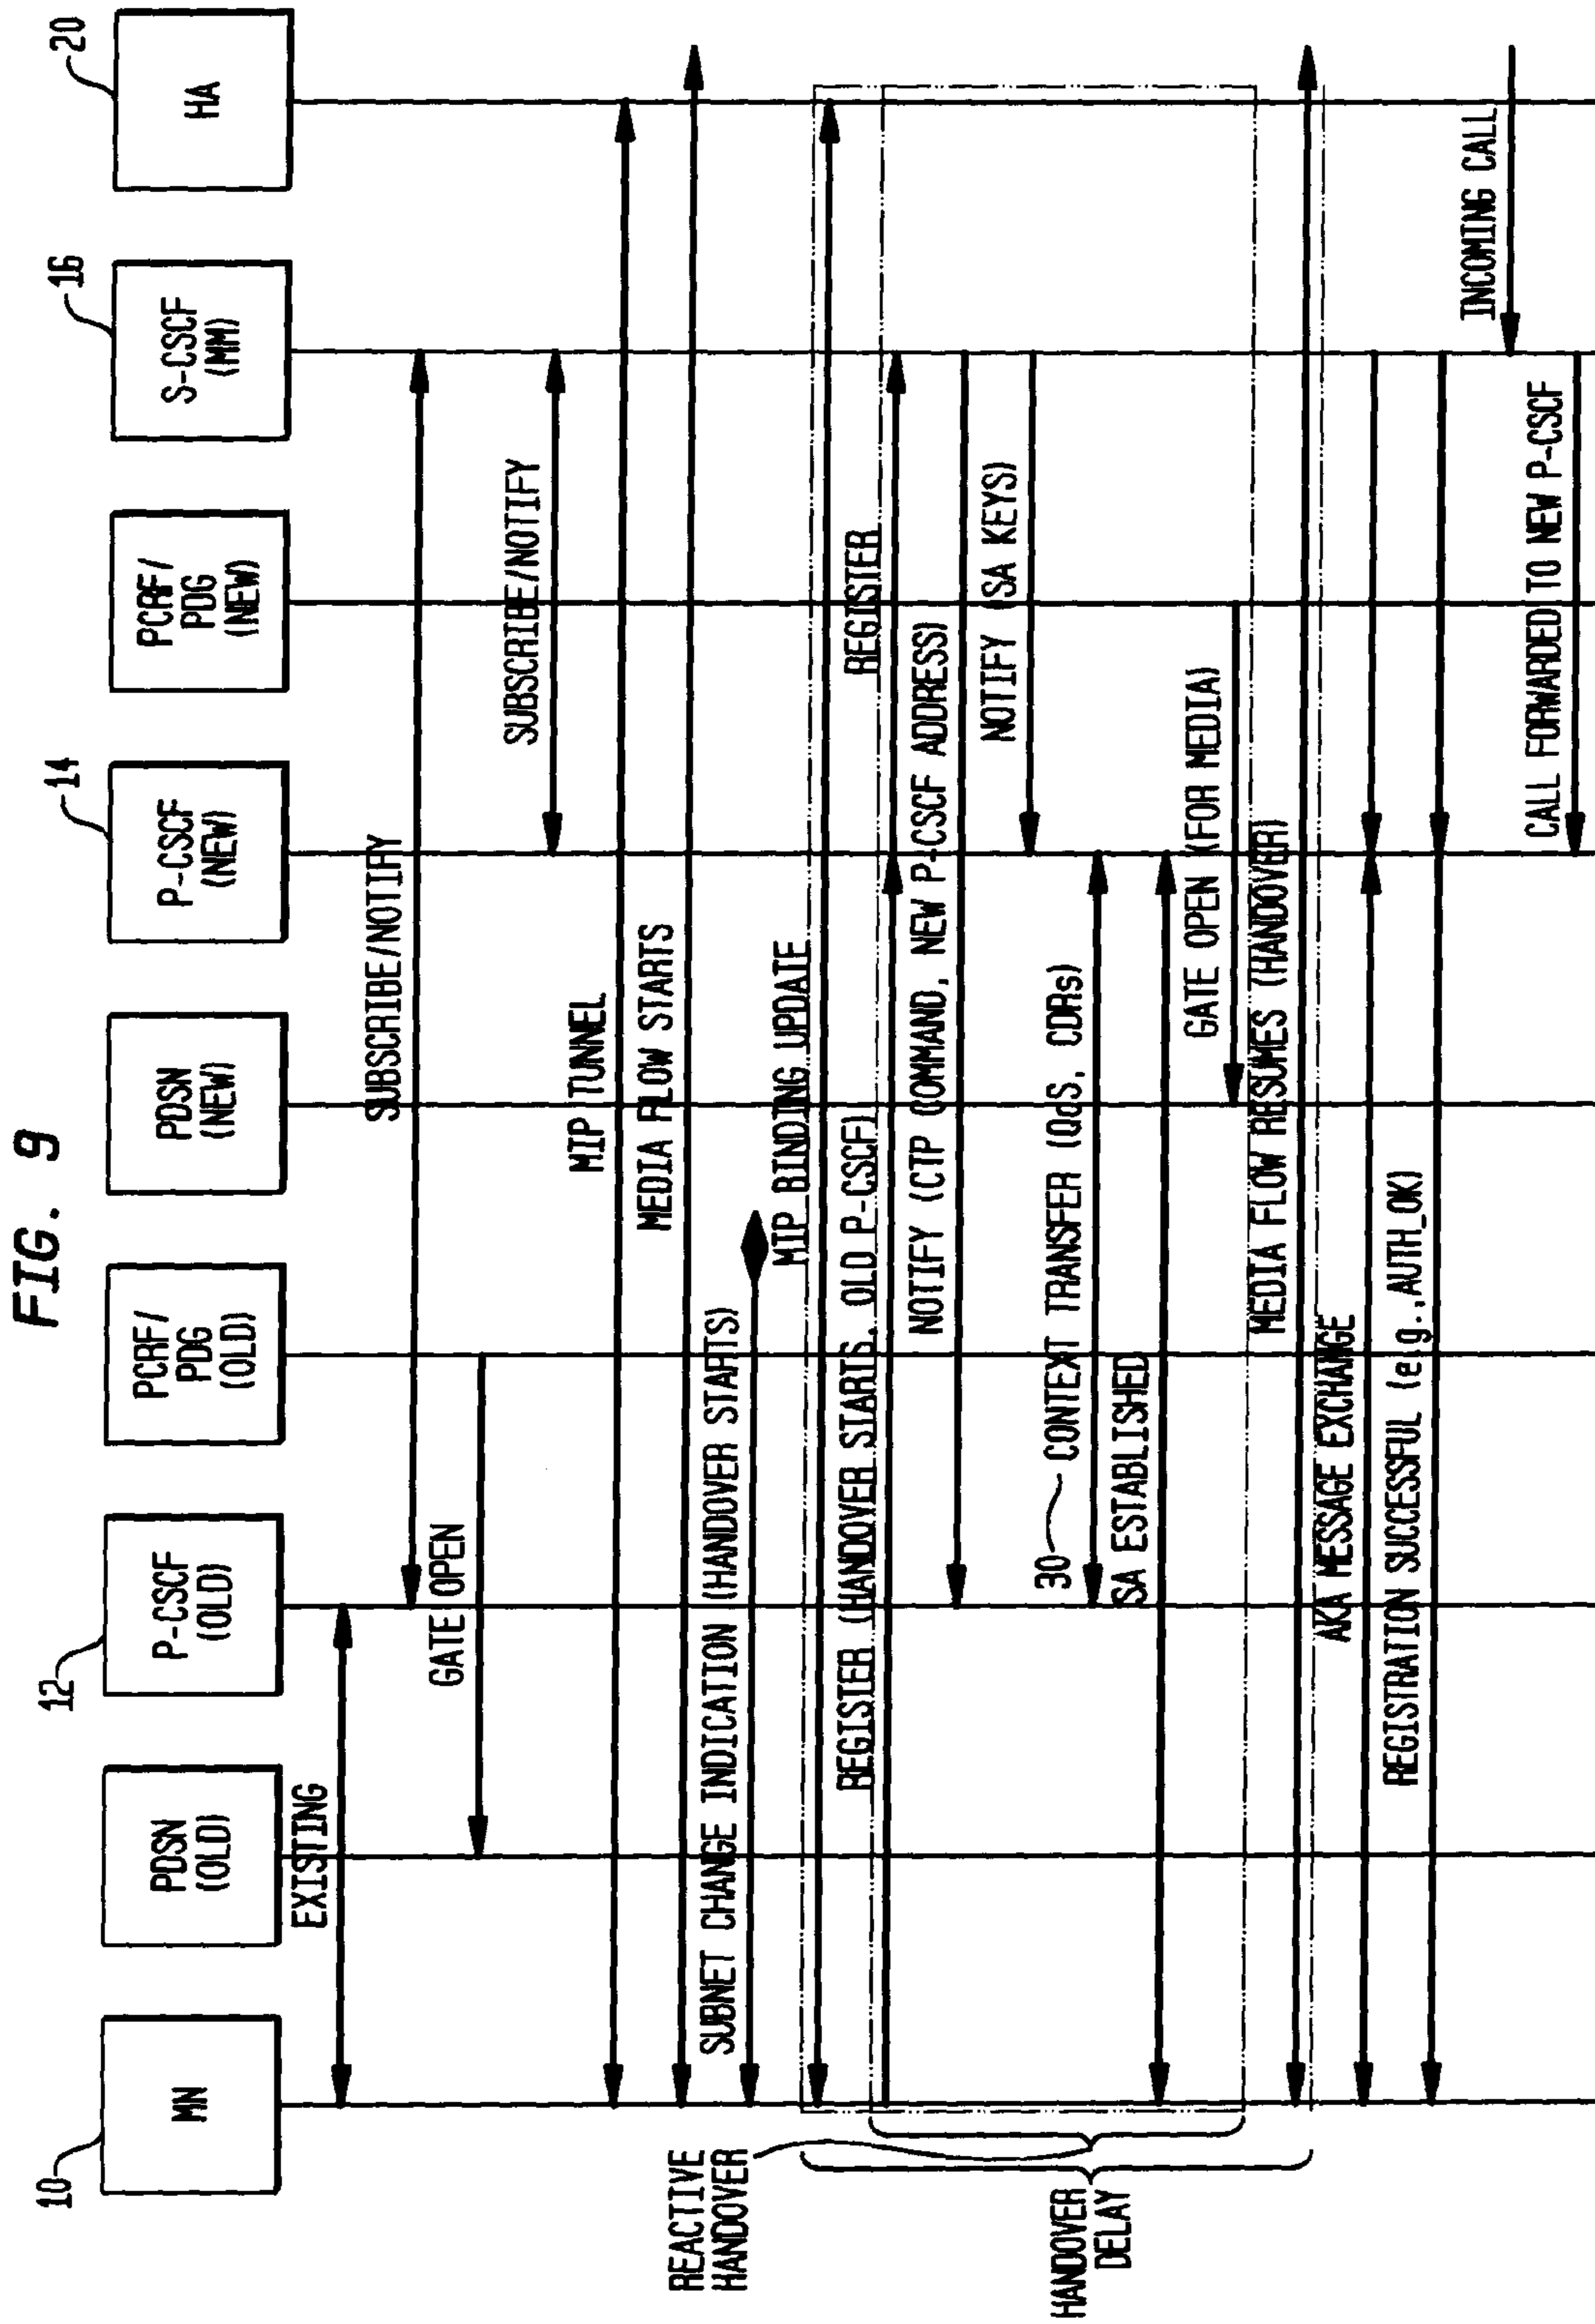 FIG. 9
10
12
14
16
20
MN
PDSN
(OLD)
P-CSCF
(OLD)
PCRF/
PDG
(OLD)
PDSN
(NEW)
P-CSCF
(NEW)
PCRF/
PDG
(NEW)
S-CSCF
(MM)
HA
EXISTING
SUBSCRIBE/NOTIFY
GATE OPEN
SUBSCRIBE/NOTIFY
MIP TUNNEL
MEDIA FLOW STARTS
SUBNET CHANGE INDICATION (HANDOVER STARTS)
MIP BINDING UPDATE
REGISTER (HANDOVER STARTS, OLD P-CSCF)
REGISTER
NOTIFY (CTP COMMAND, NEW P-CSCF ADDRESS)
NOTIFY (SA KEYS)
30
CONTEXT TRANSFER (QoS, CDRs)
SA ESTABLISHED
GATE OPEN (FOR MEDIA)
MEDIA FLOW RESUMES (HANDOVER)
AKA MESSAGE EXCHANGE
REGISTRATION SUCCESSFUL (e.g.,AUTH_OK)
INCOMING CALL
CALL FORWARDED TO NEW P-CSCF
REACTIVE
HANDOVER
HANDOVER
DELAY